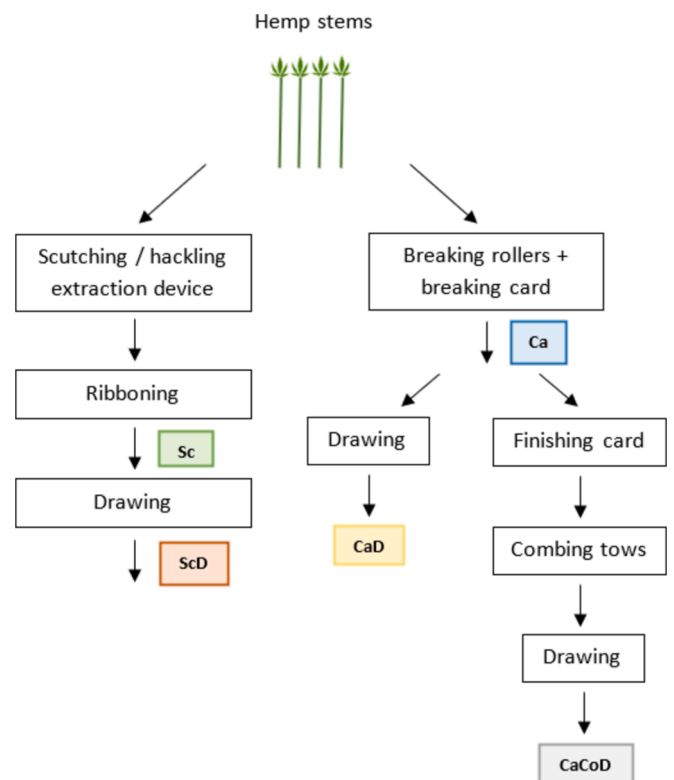 Hemp stems
Scutching / hackling
extraction device
Breaking rollers +
breaking card
Ca
Ribboning
Sc
Drawing
ScD
Drawing
CaD
Finishing card
Combing tows
Drawing
CaCoD